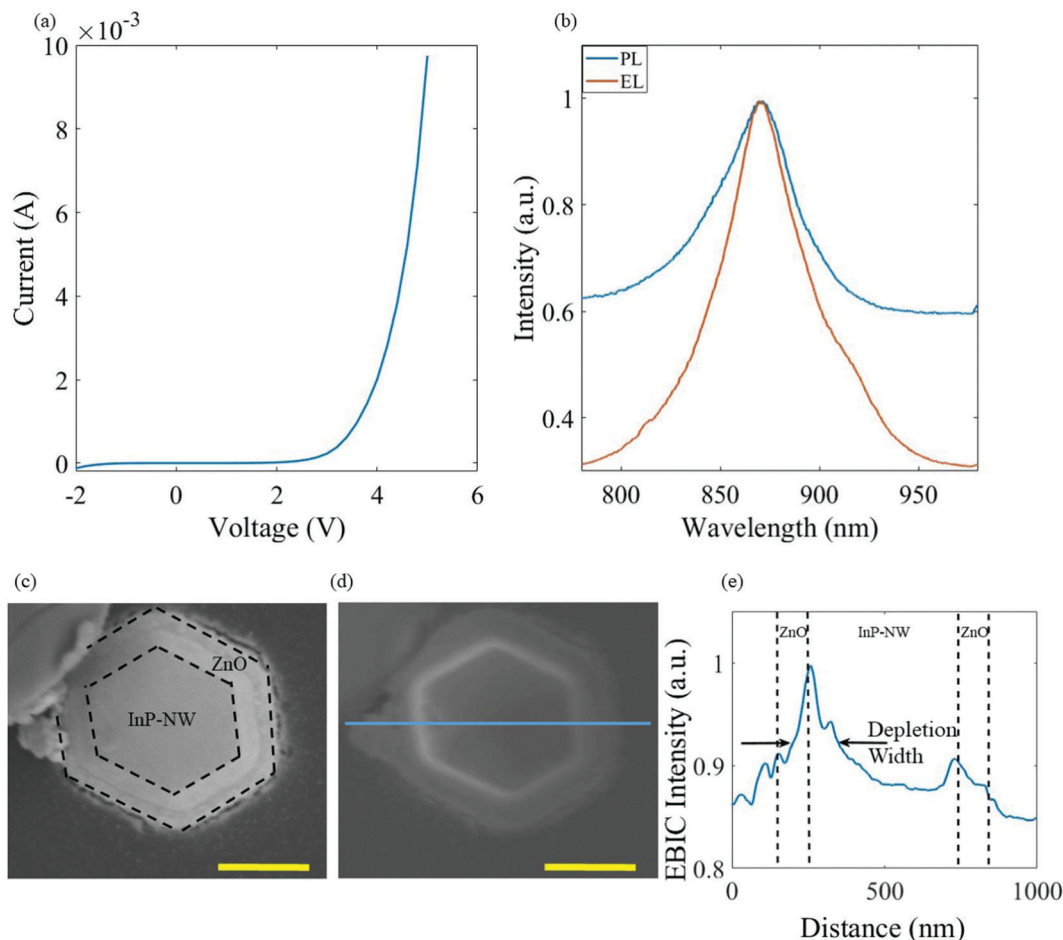 (a)
×10⁻³
10
8
6
4
2
0
-2
0
2
4
6
Current (A)
Voltage (V)
(b)
PL
EL
1
0.8
0.6
0.4
800
850
900
950
Intensity (a.u.)
Wavelength (nm)
(c)
ZnO
InP-NW
(d)
(e)
ZnO
InP-NW
ZnO
1
0.9
0.8
Depletion
Width
0
500
1000
EBIC Intensity (a.u.)
Distance (nm)